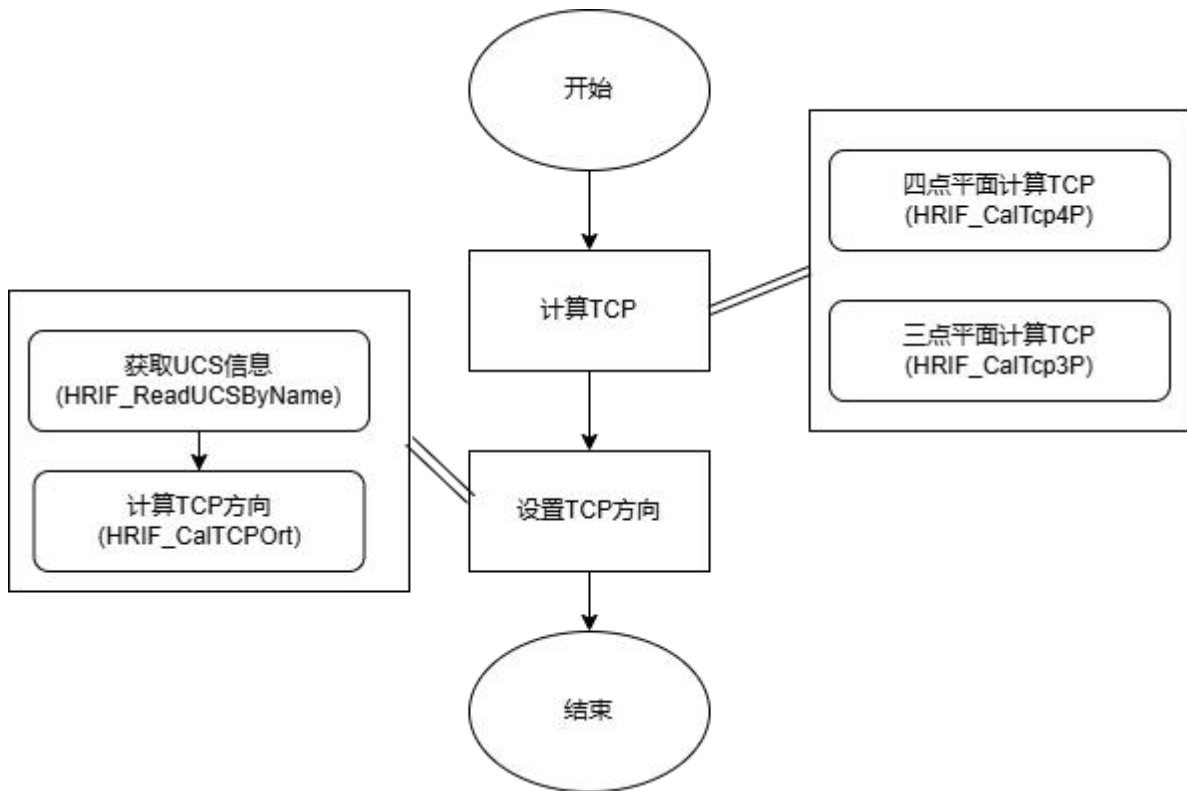 开始
四点平面计算TCP
(HRIF_CalTcp4P)
计算TCP
三点平面计算TCP
(HRIF_CalTcp3P)
获取UCS信息
(HRIF_ReadUCSByName)
计算TCP方向
(HRIF_CalTCPOrt)
设置TCP方向
结束